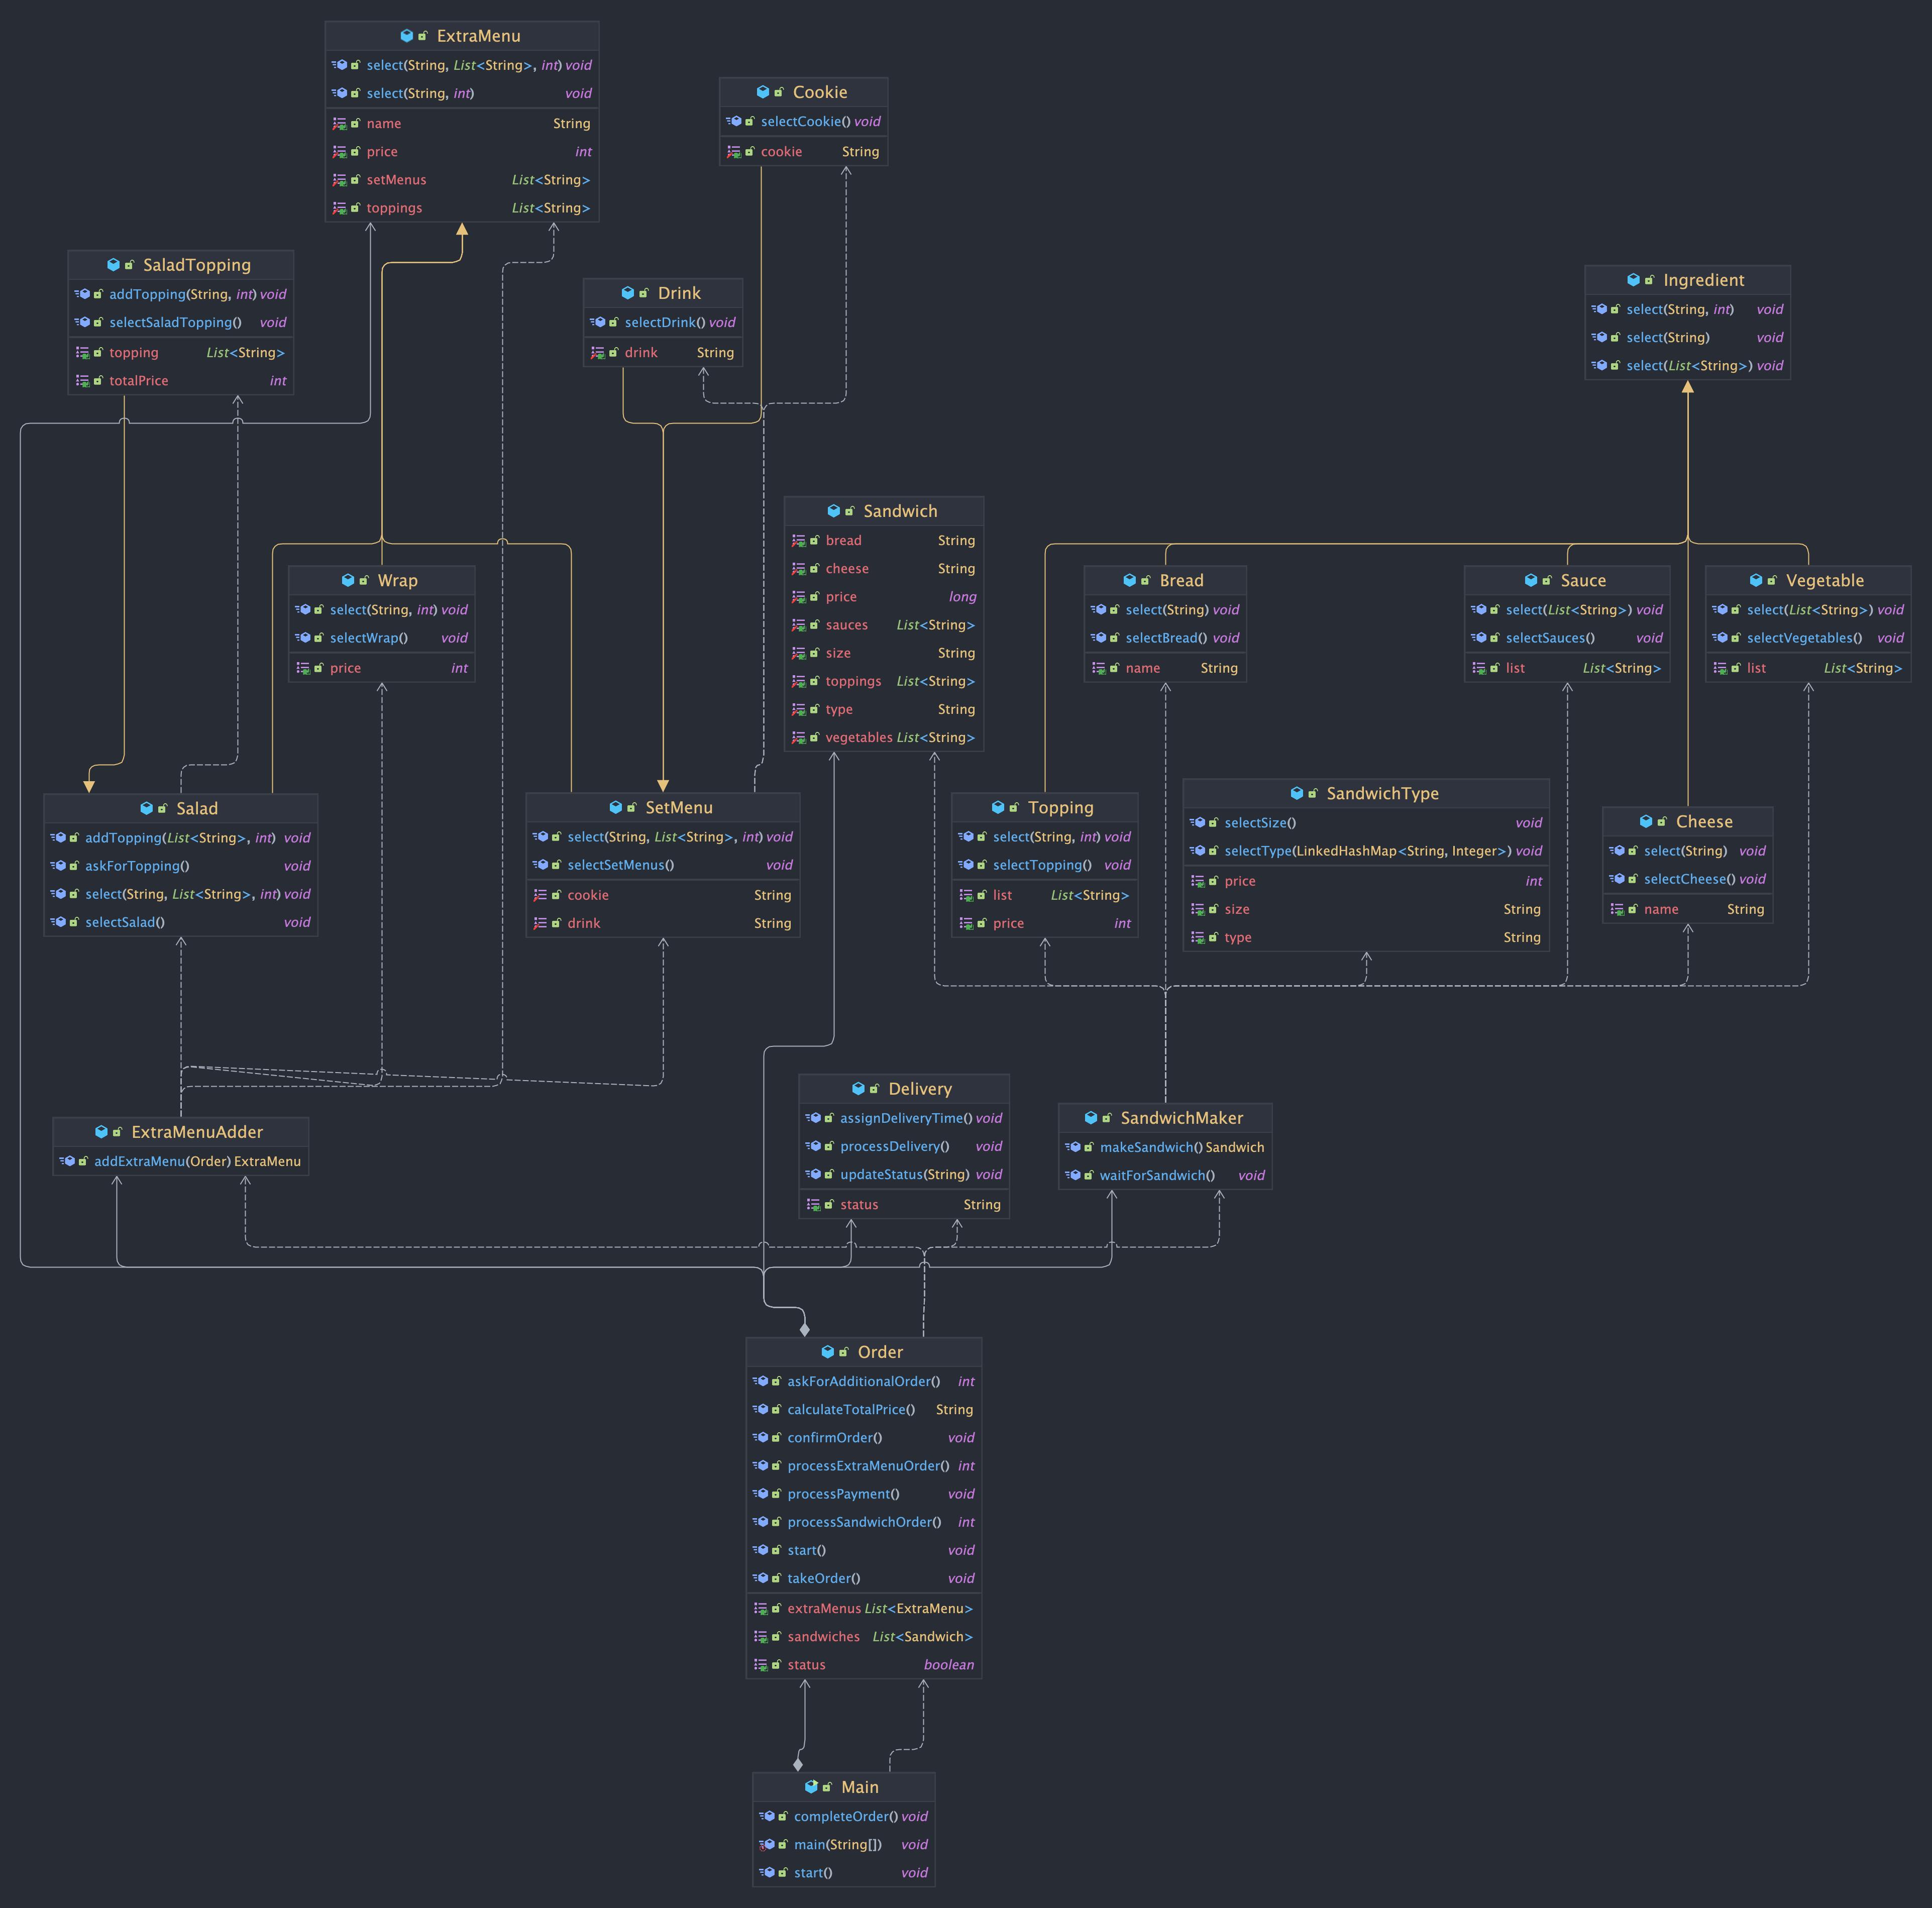 ExtraMenu
select(String, List<String>, int) void
select(String, int) void
name String
price int
setMenus List<String>
toppings List<String>
Cookie
selectCookie() void
cookie String
SaladTopping
addTopping(String, int) void
selectSaladTopping() void
topping List<String>
totalPrice int
Drink
selectDrink() void
drink String
Ingredient
select(String, int) void
select(String) void
select(List<String>) void
Sandwich
bread String
cheese String
price long
sauces List<String>
size String
toppings List<String>
type String
vegetables List<String>
Wrap
select(String, int) void
selectWrap() void
price int
Bread
select(String) void
selectBread() void
name String
Sauce
select(List<String>) void
selectSauces() void
list List<String>
Vegetable
select(List<String>) void
selectVegetables() void
list List<String>
Salad
addTopping(List<String>, int) void
askForTopping() void
select(String, List<String>, int) void
selectSalad() void
SetMenu
select(String, List<String>, int) void
selectSetMenus() void
cookie String
drink String
Topping
select(String, int) void
selectTopping() void
list List<String>
price int
SandwichType
selectSize() void
selectType(LinkedHashMap<String, Integer>) void
price int
size String
type String
Cheese
select(String) void
selectCheese() void
name String
ExtraMenuAdder
addExtraMenu(Order) ExtraMenu
Delivery
assignDeliveryTime() void
processDelivery() void
updateStatus(String) void
status String
SandwichMaker
makeSandwich() Sandwich
waitForSandwich() void
Order
askForAdditionalOrder() int
calculateTotalPrice() String
confirmOrder() void
processExtraMenuOrder() int
processPayment() void
processSandwichOrder() int
start() void
takeOrder() void
extraMenus List<ExtraMenu>
sandwiches List<Sandwich>
status boolean
Main
completeOrder() void
main(String[]) void
start() void